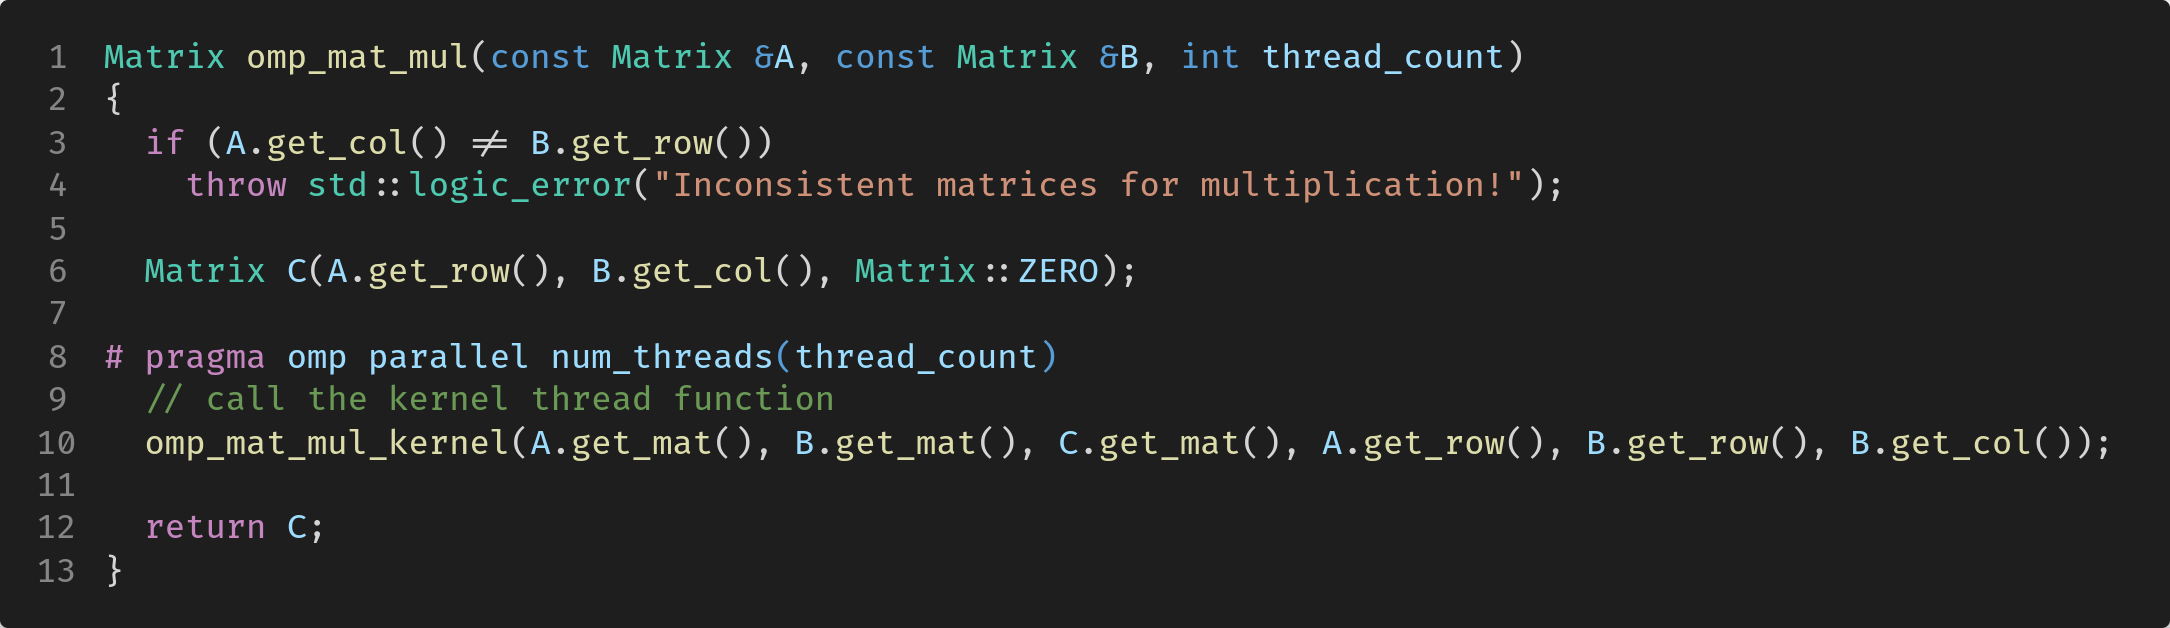 1 Matrix omp_mat_mul(const Matrix &A, const Matrix &B, int thread_count)
2 {
3   if (A.get_col() != B.get_row())
4     throw std::logic_error("Inconsistent matrices for multiplication!");
5
6   Matrix C(A.get_row(), B.get_col(), Matrix::ZERO);
7
8 # pragma omp parallel num_threads(thread_count)
9   // call the kernel thread function
10   omp_mat_mul_kernel(A.get_mat(), B.get_mat(), C.get_mat(), A.get_row(), B.get_row(), B.get_col());
11
12   return C;
13 }